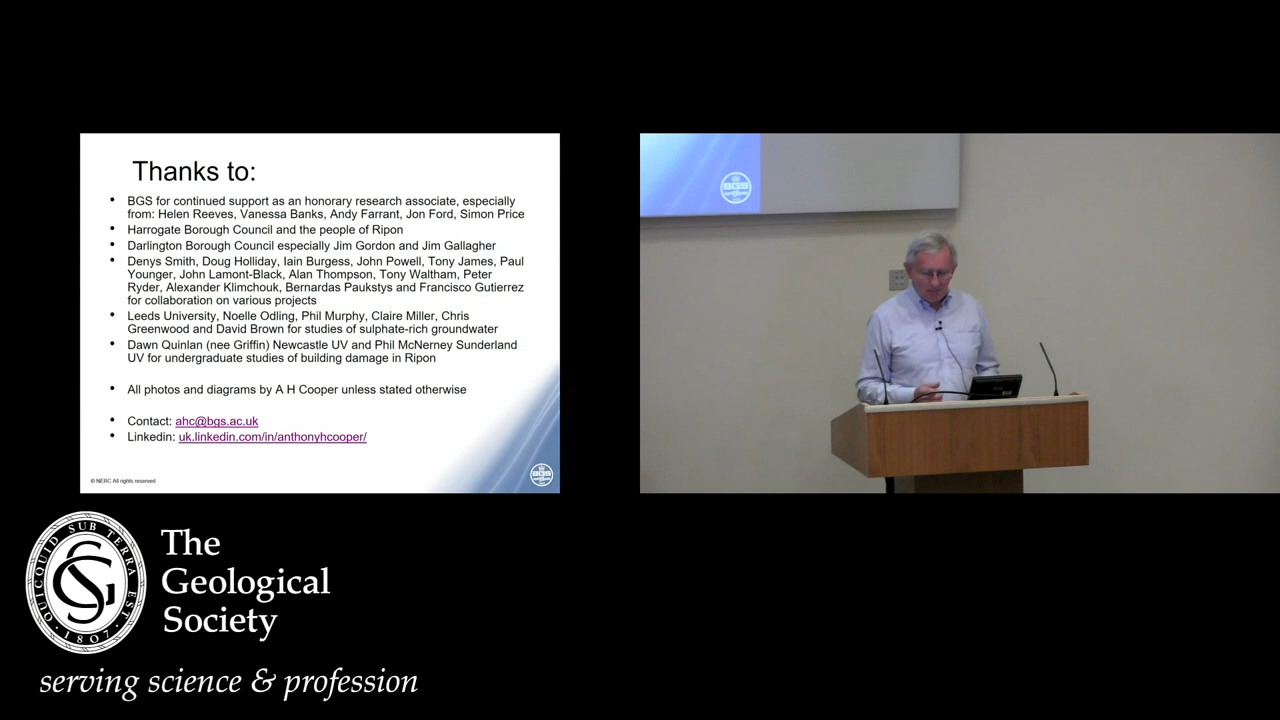 Thanks to:
• BGS for continued support as an honorary research associate, especially
from: Helen Reeves, Vanessa Banks, Andy Farrant, Jon Ford, Simon Price
• Harrogate Borough Council and the people of Ripon
• Darlington Borough Council especially Jim Gordon and Jim Gallagher
• Denys Smith, Doug Holliday, Iain Burgess, John Powell, Tony James, Paul
Younger, John Lamont-Black, Alan Thompson, Tony Waltham, Peter
Ryder, Alexander Klimchouk, Bernardas Paukstys and Francisco Gutierrez
for collaboration on various projects
• Leeds University, Noelle Odling, Phil Murphy, Claire Miller, Chris
Greenwood and David Brown for studies of sulphate-rich groundwater
• Dawn Quinlan (nee Griffin) Newcastle UV and Phil McNerney Sunderland
UV for undergraduate studies of building damage in Ripon
• All photos and diagrams by A H Cooper unless stated otherwise
• Contact: ahc@bgs.ac.uk
• Linkedin: uk.linkedin.com/in/anthonyhcooper/
© NERC All rights reserved
BGS
BGS
QUICQUID SUB TERRA EST
· 1807 ·
GS
The
Geological
Society
serving science & profession